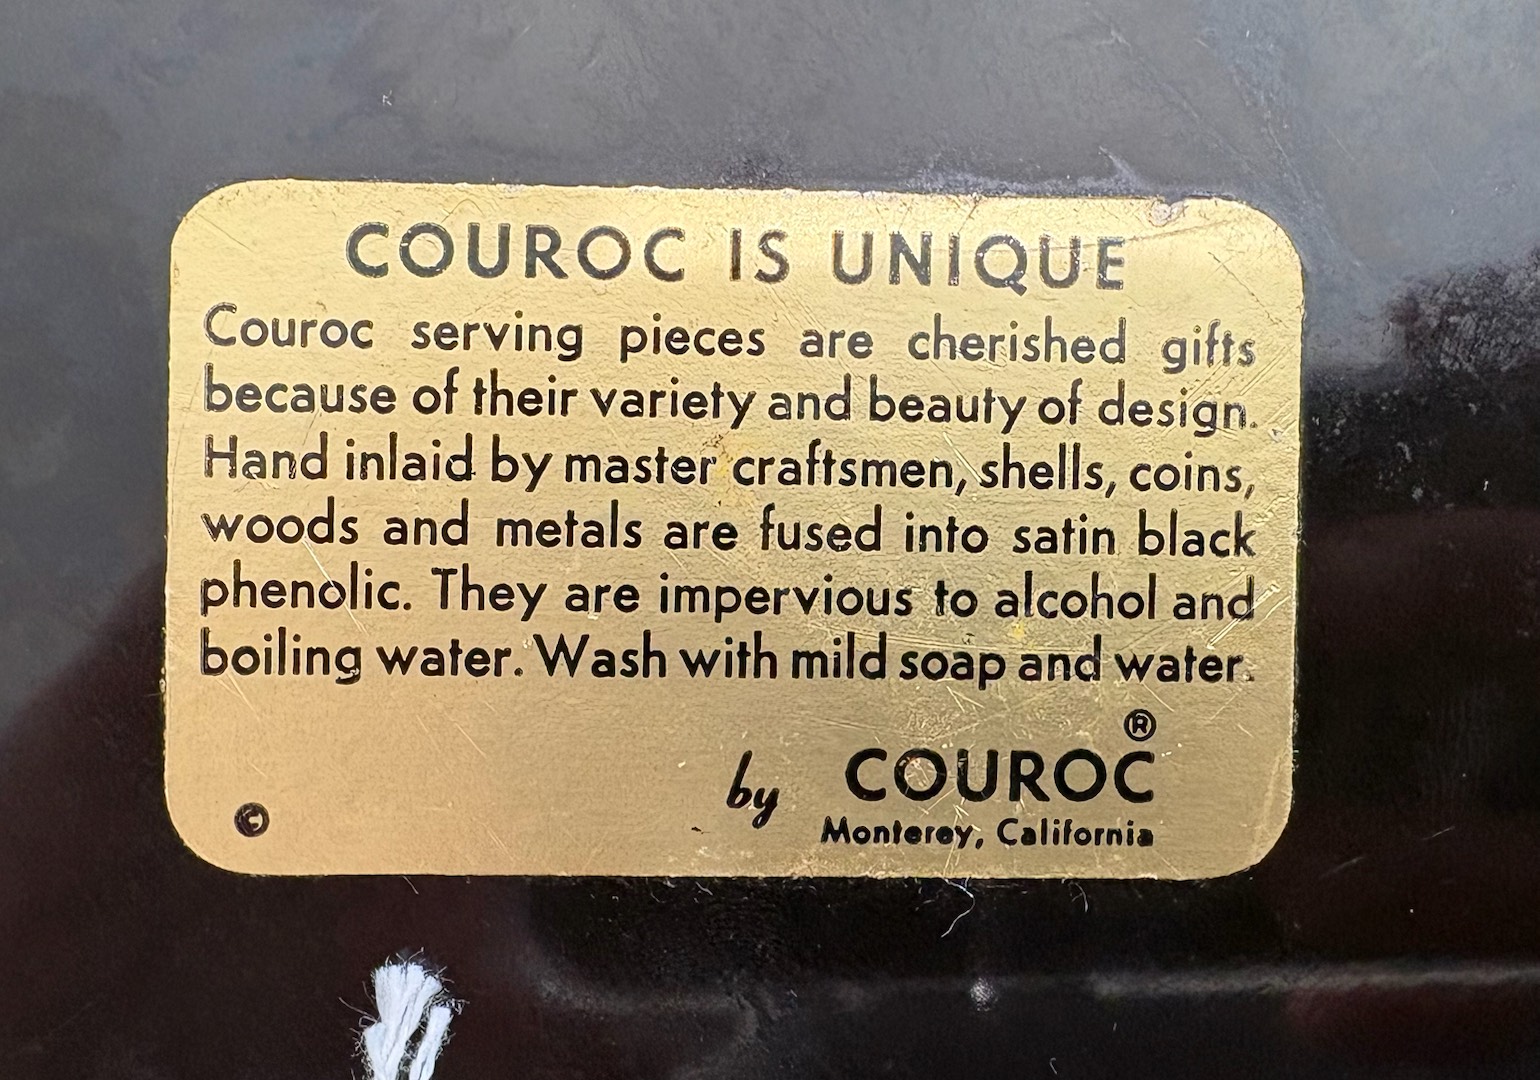 COUROC IS UNIQUE
Couroc serving pieces are cherished gifts
because of their variety and beauty of design.
Hand inlaid by master craftsmen, shells, coins,
woods and metals are fused into satin black
phenolic. They are impervious to alcohol and
boiling water. Wash with mild soap and water.
®
by COUROC
© Monterey, California